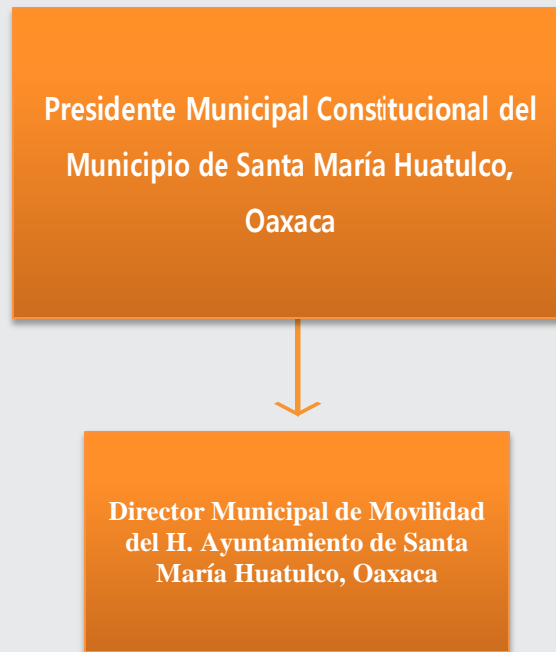 Presidente Municipal Constitucional del
Municipio de Santa María Huatulco,
Oaxaca
Director Municipal de Movilidad
del H. Ayuntamiento de Santa
María Huatulco, Oaxaca